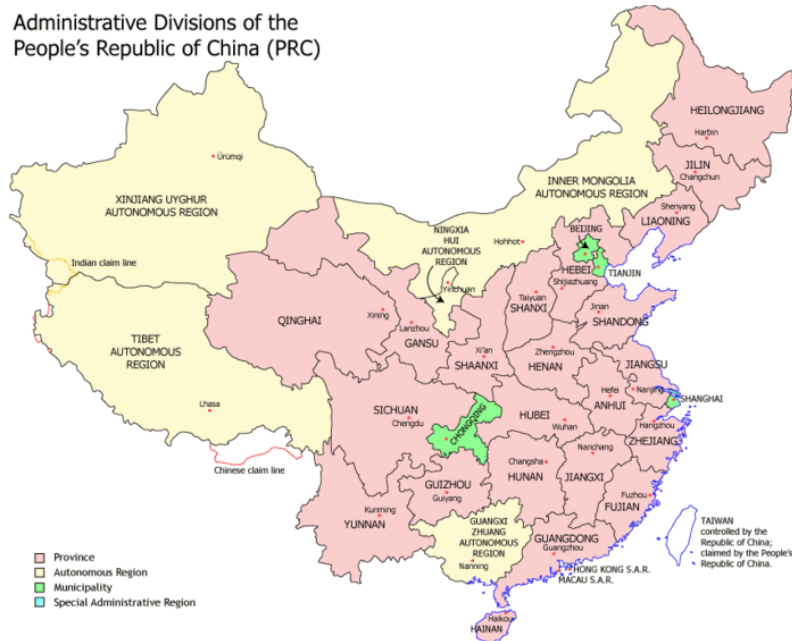 Administrative Divisions of the
People's Republic of China (PRC)
HEILONGJIANG
Harbin
JILIN
Changchun
Ürümqi
XINJIANG UYGHUR
AUTONOMOUS REGION
INNER MONGOLIA
AUTONOMOUS REGION
Shenyang
LIAONING
NINGXIA
HUI
AUTONOMOUS
REGION
Hohhot
BEIJING
Indian claim line
HEBEI
TIANJIN
Shijiazhuang
Yinchuan
Taiyuan
SHANXI
Jinan
SHANDONG
QINGHAI
Xining
Lanzhou
GANSU
TIBET
AUTONOMOUS
REGION
Xi'an
SHAANXI
Zhengzhou
HENAN
JIANGSU
Hefei
ANHUI
Nanjing
SHANGHAI
Lhasa
SICHUAN
Chengdu
CHONGQING
HUBEI
Wuhan
Hangzhou
ZHEJIANG
Chinese claim line
Changsha
HUNAN
Nanchang
JIANGXI
GUIZHOU
Guiyang
Fuzhou
FUJIAN
Kunming
YUNNAN
GUANGXI
ZHUANG
AUTONOMOUS
REGION
Nanning
GUANGDONG
Guangzhou
TAIWAN
controlled by the
Republic of China;
claimed by the People's
Republic of China.
HONG KONG S.A.R.
MACAU S.A.R.
Haikou
HAINAN
Province
Autonomous Region
Municipality
Special Administrative Region